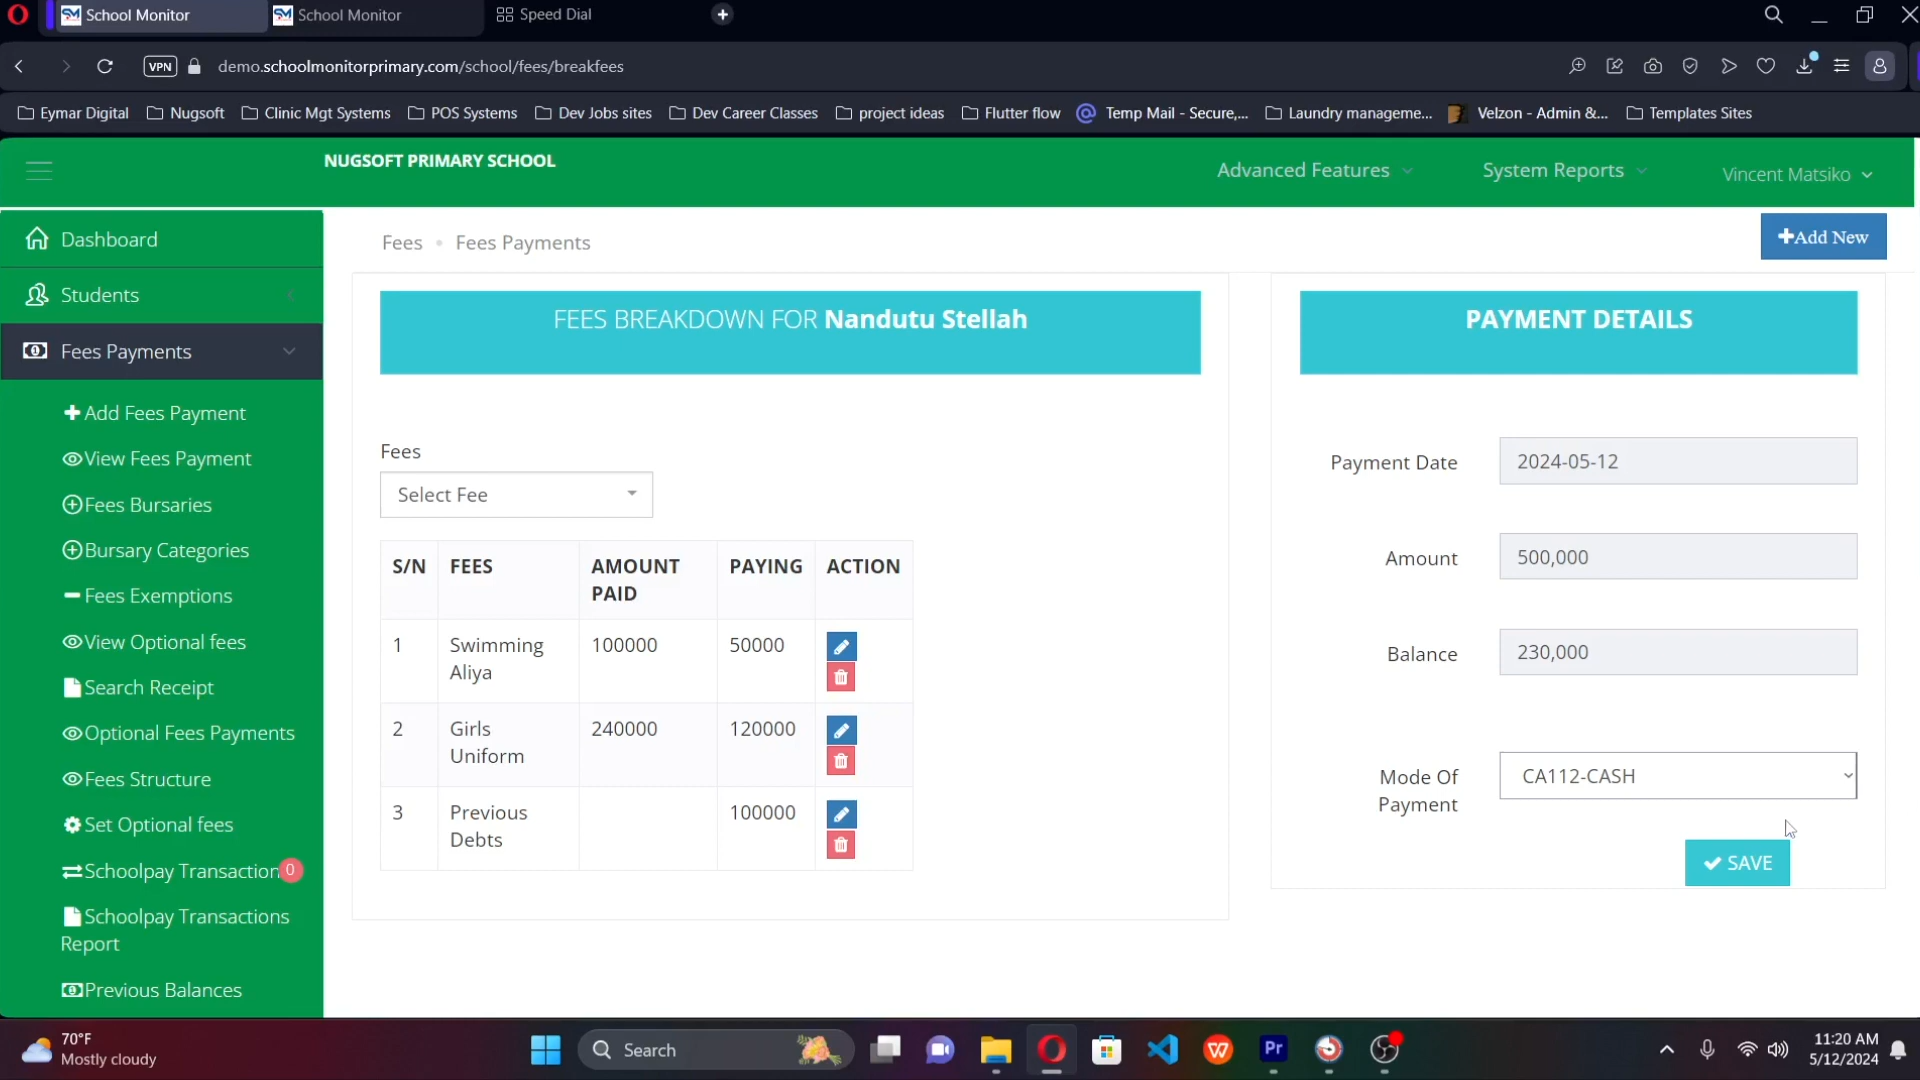 School Monitor
School Monitor
Speed Dial
VPN
demo.schoolmonitorprimary.com/school/fees/breakfees
Eymar Digital
Nugsoft
Clinic Mgt Systems
POS Systems
Dev Jobs sites
Dev Career Classes
project ideas
Flutter flow
Temp Mail - Secure,...
Laundry manageme...
Velzon - Admin &...
Templates Sites
NUGSOFT PRIMARY SCHOOL
Advanced Features
System Reports
Vincent Matsiko
Dashboard
Students
Fees Payments
Add Fees Payment
View Fees Payment
Fees Bursaries
Bursary Categories
Fees Exemptions
View Optional fees
Search Receipt
Optional Fees Payments
Fees Structure
Set Optional fees
Schoolpay Transaction 0
Schoolpay Transactions
Report
Previous Balances
Fees • Fees Payments
Add New
FEES BREAKDOWN FOR Nandutu Stellah
Fees
Select Fee
S/N FEES AMOUNT PAID PAYING ACTION
1 Swimming Aliya 100000 50000
2 Girls Uniform 240000 120000
3 Previous Debts 100000
PAYMENT DETAILS
Payment Date 2024-05-12
Amount 500,000
Balance 230,000
Mode Of
Payment
CA112-CASH
SAVE
70°F
Mostly cloudy
Search
Pr
11:20 AM
5/12/2024